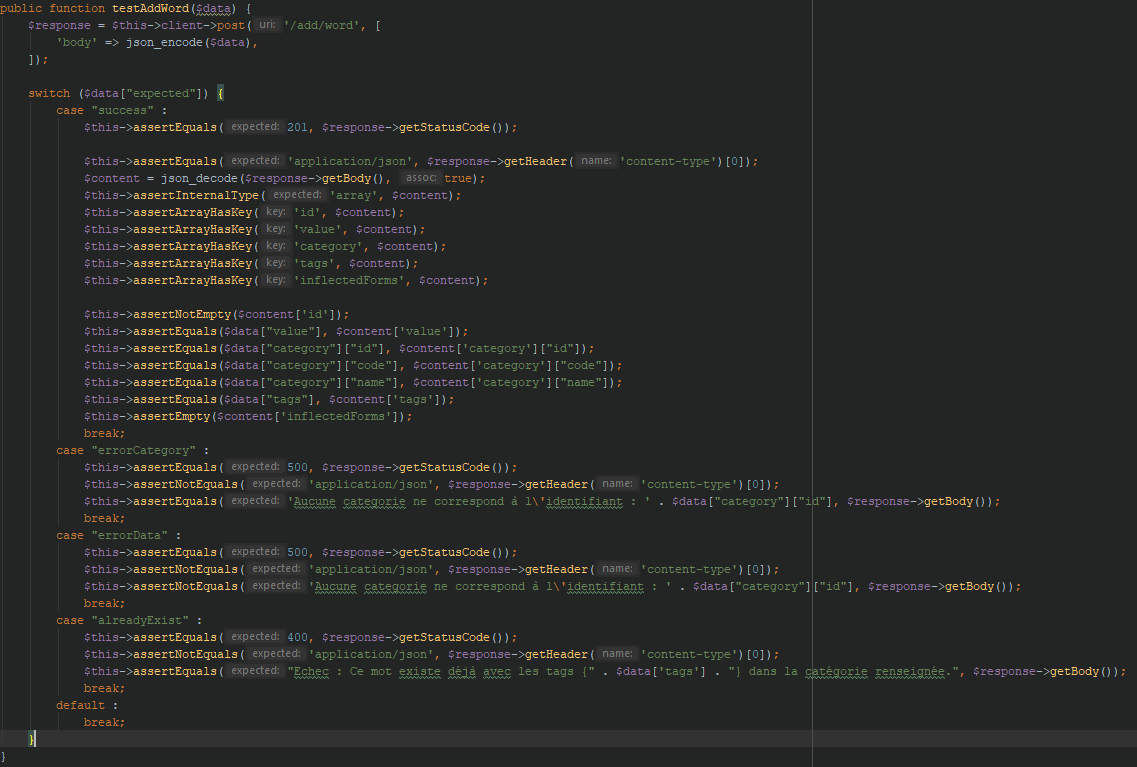 public function testAddWord($data) {
    $response = $this->client->post( uri: '/add/word', [
        'body' => json_encode($data),
    ]);

    switch ($data["expected"]) {
        case "success" :
            $this->assertEquals( expected: 201, $response->getStatusCode());

            $this->assertEquals( expected: 'application/json', $response->getHeader( name: 'content-type')[0]);
            $content = json_decode($response->getBody(), assoc: true);
            $this->assertInternalType( expected: 'array', $content);
            $this->assertArrayHasKey( key: 'id', $content);
            $this->assertArrayHasKey( key: 'value', $content);
            $this->assertArrayHasKey( key: 'category', $content);
            $this->assertArrayHasKey( key: 'tags', $content);
            $this->assertArrayHasKey( key: 'inflectedForms', $content);

            $this->assertNotEmpty($content['id']);
            $this->assertEquals($data["value"], $content['value']);
            $this->assertEquals($data["category"]["id"], $content['category']["id"]);
            $this->assertEquals($data["category"]["code"], $content['category']["code"]);
            $this->assertEquals($data["category"]["name"], $content['category']["name"]);
            $this->assertEquals($data["tags"], $content['tags']);
            $this->assertEmpty($content['inflectedForms']);
            break;
        case "errorCategory" :
            $this->assertEquals( expected: 500, $response->getStatusCode());
            $this->assertNotEquals( expected: 'application/json', $response->getHeader( name: 'content-type')[0]);
            $this->assertEquals( expected: 'Aucune categorie ne correspond à l\'identifiant : ' . $data["category"]["id"], $response->getBody());
            break;
        case "errorData" :
            $this->assertEquals( expected: 500, $response->getStatusCode());
            $this->assertNotEquals( expected: 'application/json', $response->getHeader( name: 'content-type')[0]);
            $this->assertNotEquals( expected: 'Aucune categorie ne correspond à l\'identifiant : ' . $data["category"]["id"], $response->getBody());
            break;
        case "alreadyExist" :
            $this->assertEquals( expected: 400, $response->getStatusCode());
            $this->assertNotEquals( expected: 'application/json', $response->getHeader( name: 'content-type')[0]);
            $this->assertEquals( expected: "Echec : Ce mot existe déjà avec les tags {" . $data['tags'] . "} dans la catégorie renseignée.", $response->getBody());
            break;
        default :
            break;
    }
}